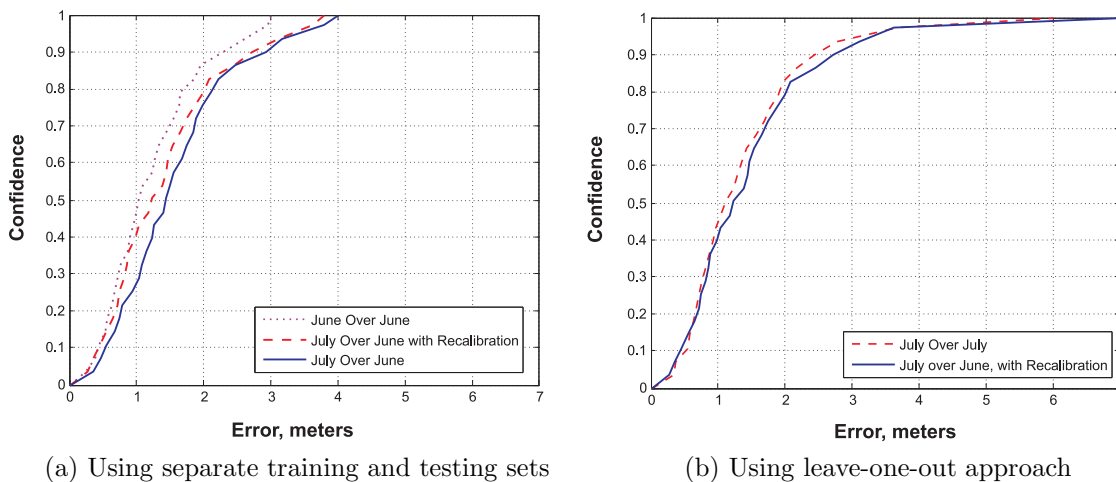 1
0.9
0.8
0.7
0.6
0.5
0.4
0.3
0.2
0.1
0
Confidence
June Over June
July Over June with Recalibration
July Over June
0 1 2 3 4 5 6 7
Error, meters
(a) Using separate training and testing sets
1
0.9
0.8
0.7
0.6
0.5
0.4
0.3
0.2
0.1
0
Confidence
July Over July
July over June, with Recalibration
0 1 2 3 4 5 6
Error, meters
(b) Using leave-one-out approach